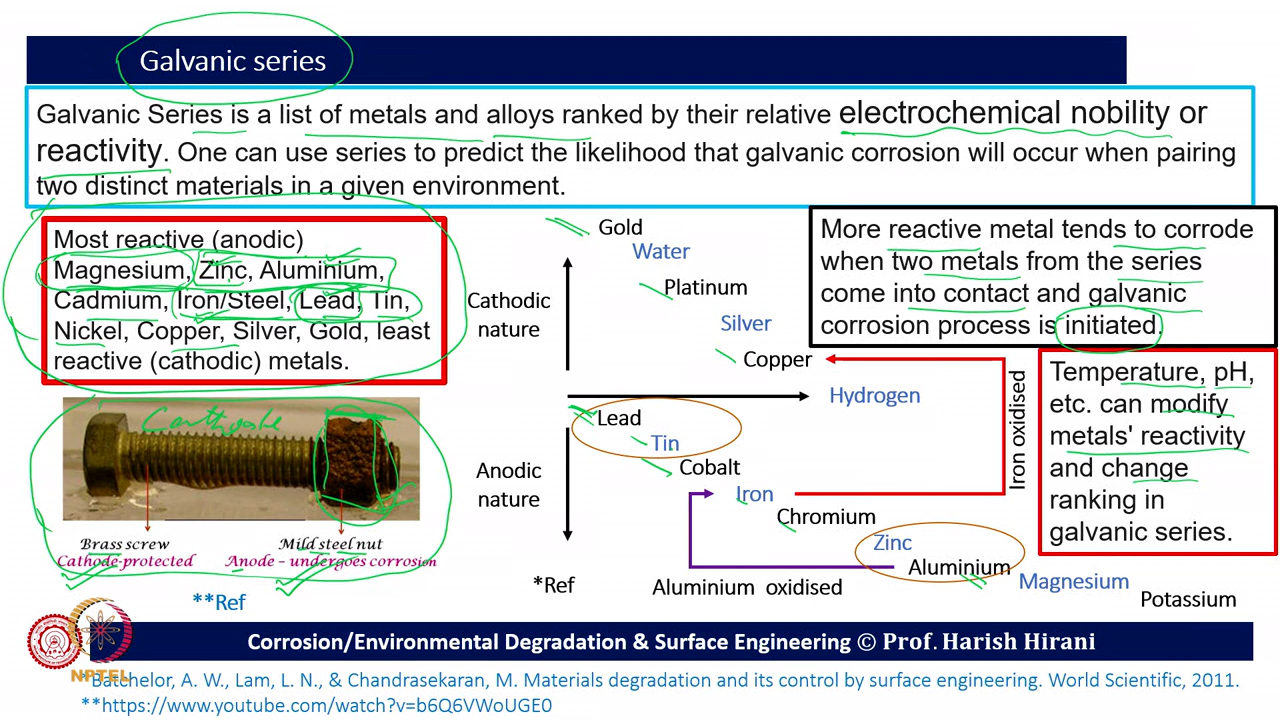 Galvanic series
Galvanic Series is a list of metals and alloys ranked by their relative electrochemical nobility or
reactivity. One can use series to predict the likelihood that galvanic corrosion will occur when pairing
two distinct materials in a given environment.
Most reactive (anodic)
Magnesium, Zinc, Aluminium,
Cadmium, Iron/Steel, Lead, Tin,
Nickel, Copper, Silver, Gold, least
reactive (cathodic) metals.
Cathode
Brass screw
Cathode-protected
Mild steel nut
Anode – undergoes corrosion
**Ref
Gold
Water
Platinum
Silver
Copper
Hydrogen
Cathodic
nature
Lead
Tin
Cobalt
Iron
Chromium
Zinc
Aluminium
Magnesium
Potassium
Anodic
nature
*Ref
Aluminium oxidised
Iron oxidised
More reactive metal tends to corrode
when two metals from the series
come into contact and galvanic
corrosion process is initiated.
Temperature, pH,
etc. can modify
metals' reactivity
and change
ranking in
galvanic series.
NPTEL
Corrosion/Environmental Degradation & Surface Engineering © Prof. Harish Hirani
*Batchelor, A. W., Lam, L. N., & Chandrasekaran, M. Materials degradation and its control by surface engineering. World Scientific, 2011.
**https://www.youtube.com/watch?v=b6Q6VWoUGE0